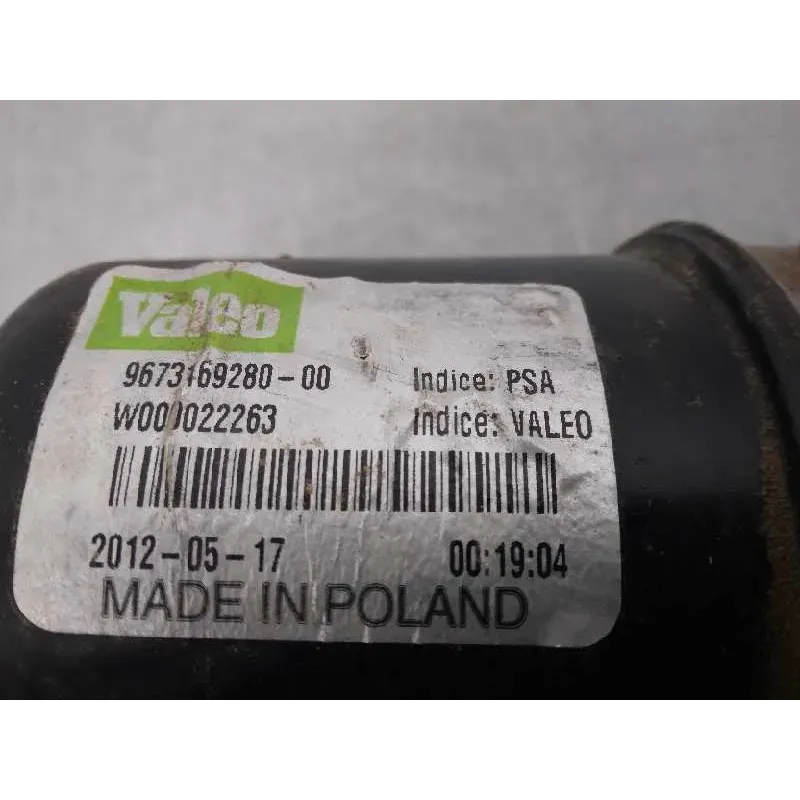 Valeo
9673169280-00 Indice: PSA
W000022263 Indice: VALEO
2012-05-17 00:19:04
MADE IN POLAND